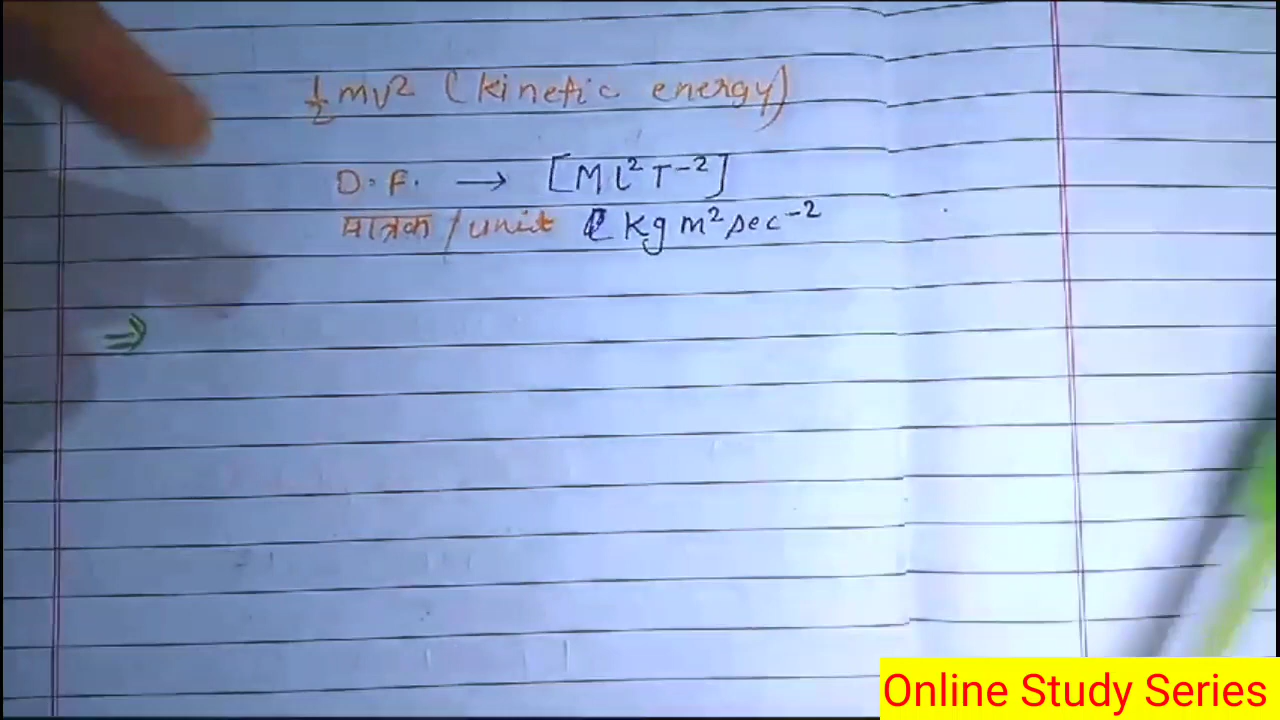 ½mv² (kinetic energy)
D.F. → [ML²T⁻²]
मात्रक / unit kg m² sec⁻²
⇒
Online Study Series